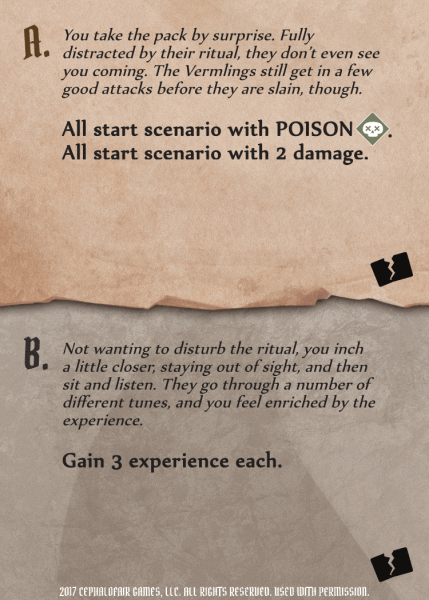 A.
You take the pack by surprise. Fully
distracted by their ritual, they don't even see
you coming. The Vermlings still get in a few
good attacks before they are slain, though.
All start scenario with POISON .
All start scenario with 2 damage.
B.
Not wanting to disturb the ritual, you inch
a little closer, staying out of sight, and then
sit and listen. They go through a number of
different tunes, and you feel enriched by the
experience.
Gain 3 experience each.
2017 CEPHALOFAIR GAMES, LLC. ALL RIGHTS RESERVED. USED WITH PERMISSION.